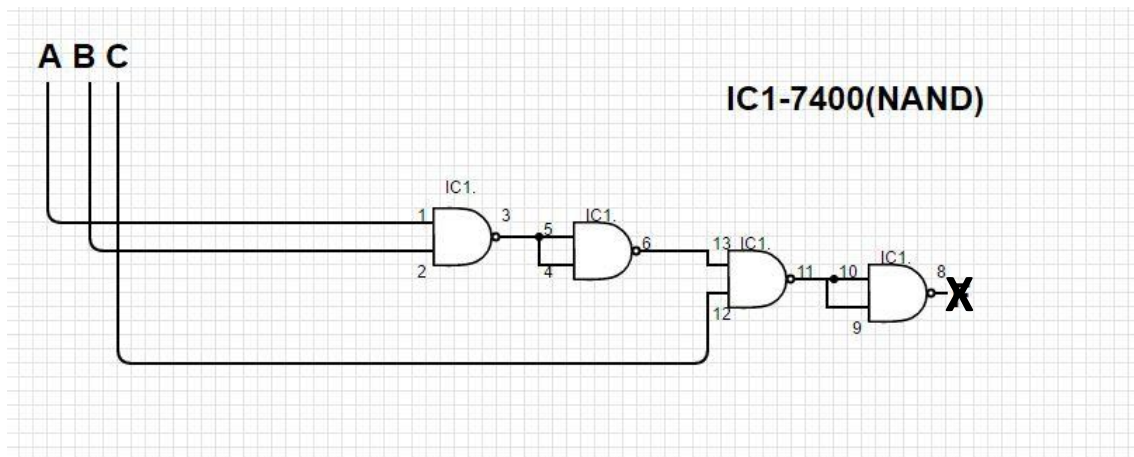 A B C
IC1-7400(NAND)
IC1.
1
3
2
IC1.
5
6
4
13 IC1.
11
12
IC1.
10
8
9
X